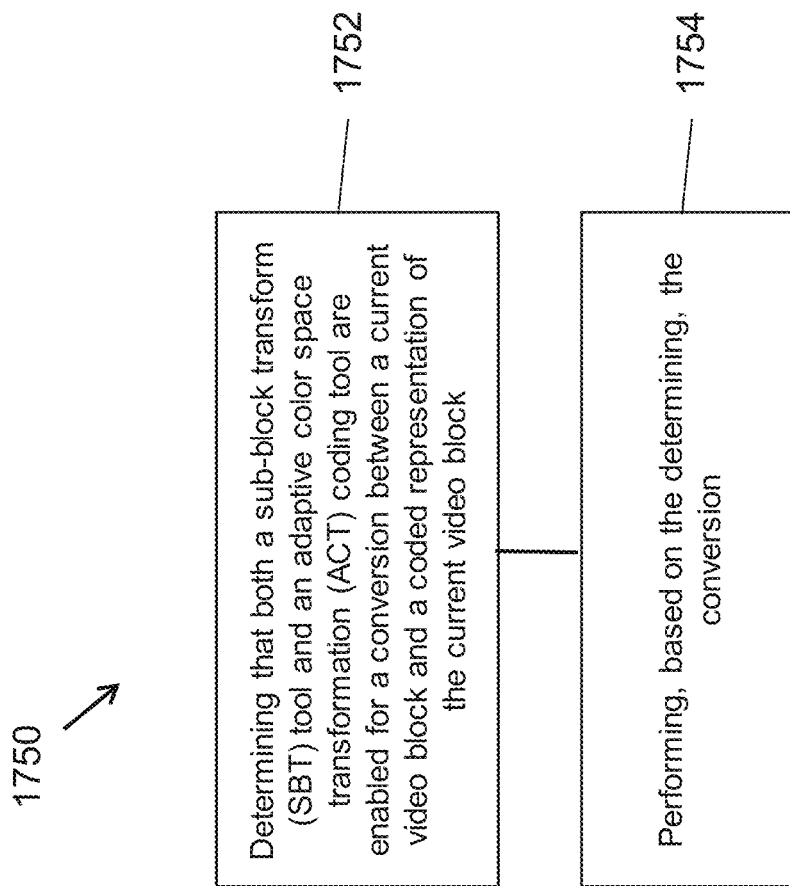 1750
Determining that both a sub-block transform
(SBT) tool and an adaptive color space
transformation (ACT) coding tool are
enabled for a conversion between a current
video block and a coded representation of
the current video block
1752
Performing, based on the determining, the
conversion
1754